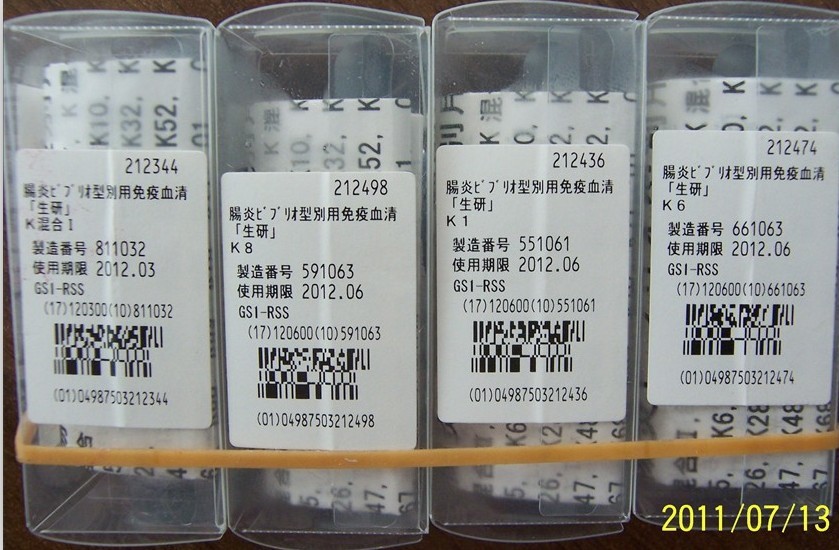 212344
腸炎ビブリオ型別用免疫血清
「生研」
K混合I
製造番号 811032
使用期限 2012.03
GSI-RSS
(17)120300(10)811032
(01)04987503212344
212498
腸炎ビブリオ型別用免疫血清
「生研」
K8
製造番号 591063
使用期限 2012.06
GSI-RSS
(17)120600(10)591063
(01)04987503212498
212436
腸炎ビブリオ型別用免疫血清
「生研」
K1
製造番号 551061
使用期限 2012.06
GSI-RSS
(17)120600(10)551061
(01)04987503212436
212474
腸炎ビブリオ型別用免疫血清
「生研」
K6
製造番号 661063
使用期限 2012.06
GSI-RSS
(17)120600(10)661063
(01)04987503212474
K混
K10,
K32,
K52,
2011/07/13